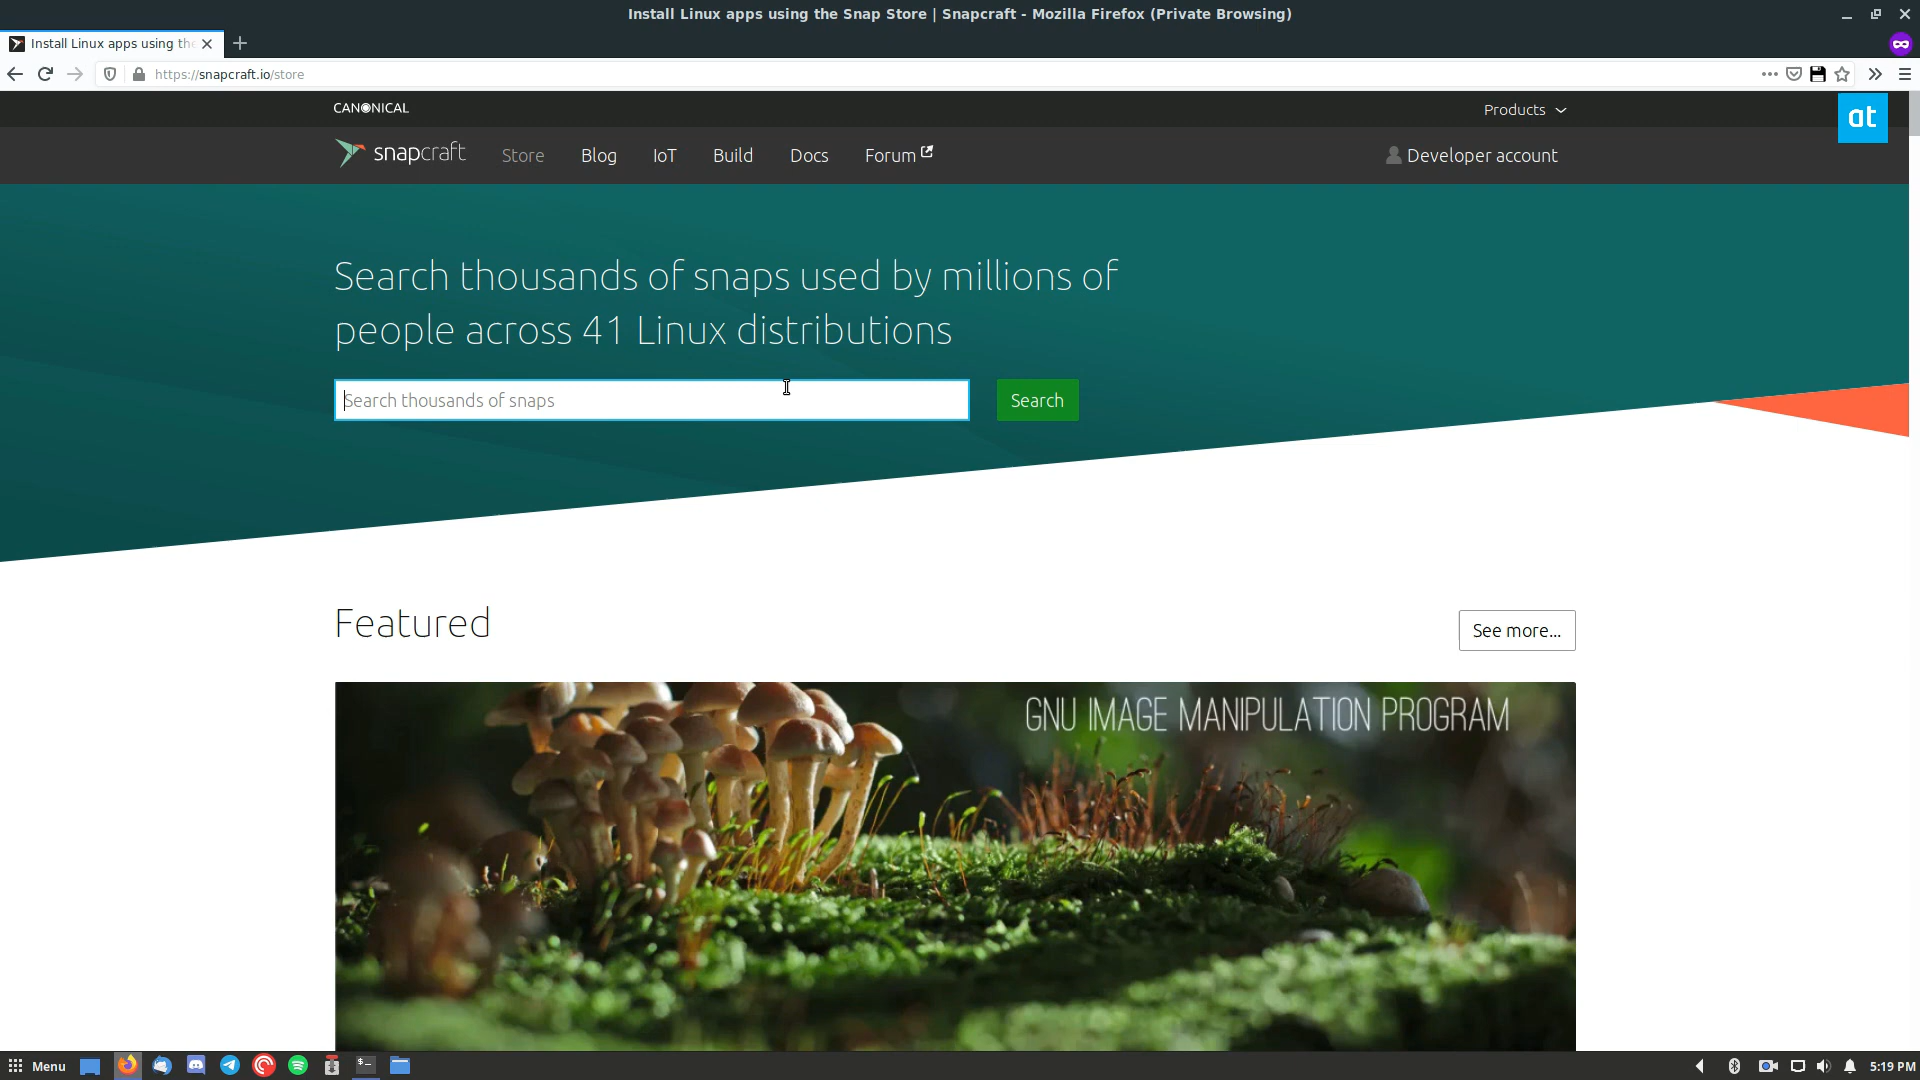 Install Linux apps using the Snap Store | Snapcraft - Mozilla Firefox (Private Browsing)
Install Linux apps using the
https://snapcraft.io/store
CANONICAL
Products
at
snapcraft
Store
Blog
IoT
Build
Docs
Forum
Developer account
Search thousands of snaps used by millions of
people across 41 Linux distributions
Search thousands of snaps
Search
Featured
See more...
GNU IMAGE MANIPULATION PROGRAM
Menu
5:19 PM